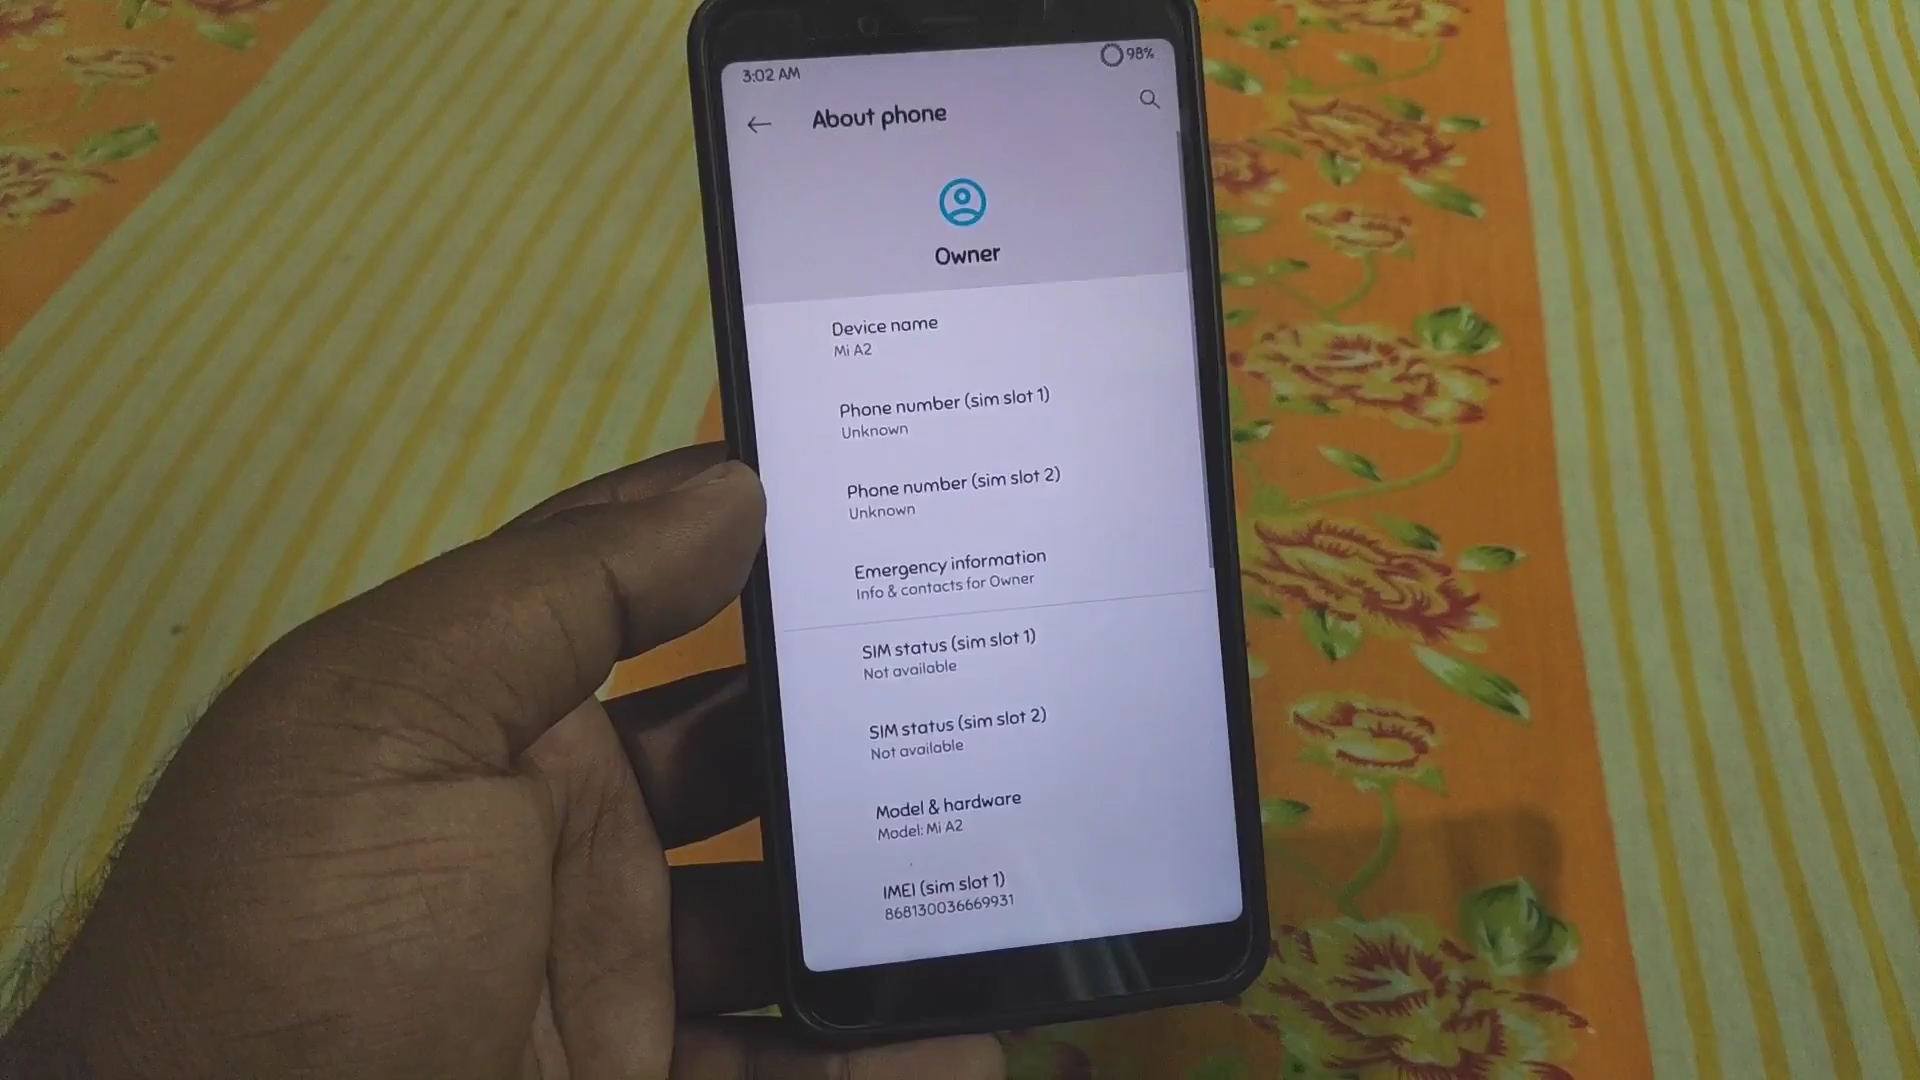 3:02 AM
98%
About phone
Owner
Device name
Mi A2
Phone number (sim slot 1)
Unknown
Phone number (sim slot 2)
Unknown
Emergency information
Info & contacts for Owner
SIM status (sim slot 1)
Not available
SIM status (sim slot 2)
Not available
Model & hardware
Model: Mi A2
IMEI (sim slot 1)
868130036669931